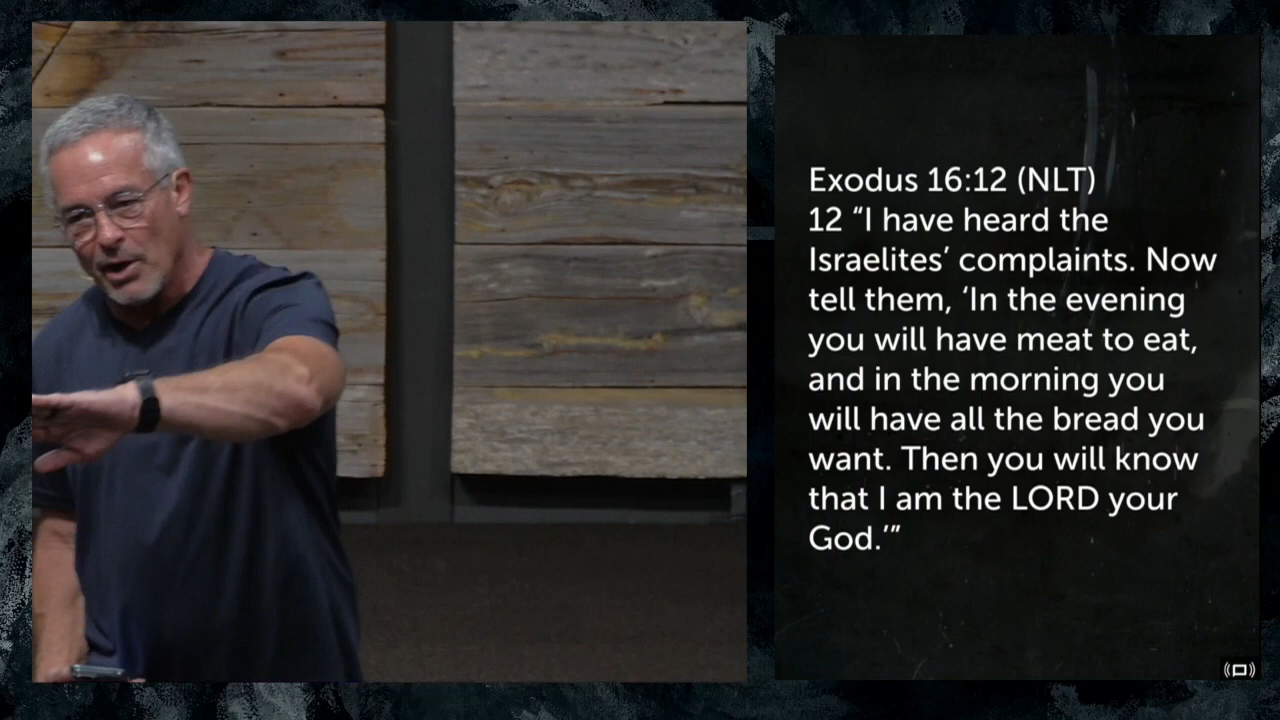 Exodus 16:12 (NLT)
12 “I have heard the
Israelites’ complaints. Now
tell them, ‘In the evening
you will have meat to eat,
and in the morning you
will have all the bread you
want. Then you will know
that I am the LORD your
God.’”